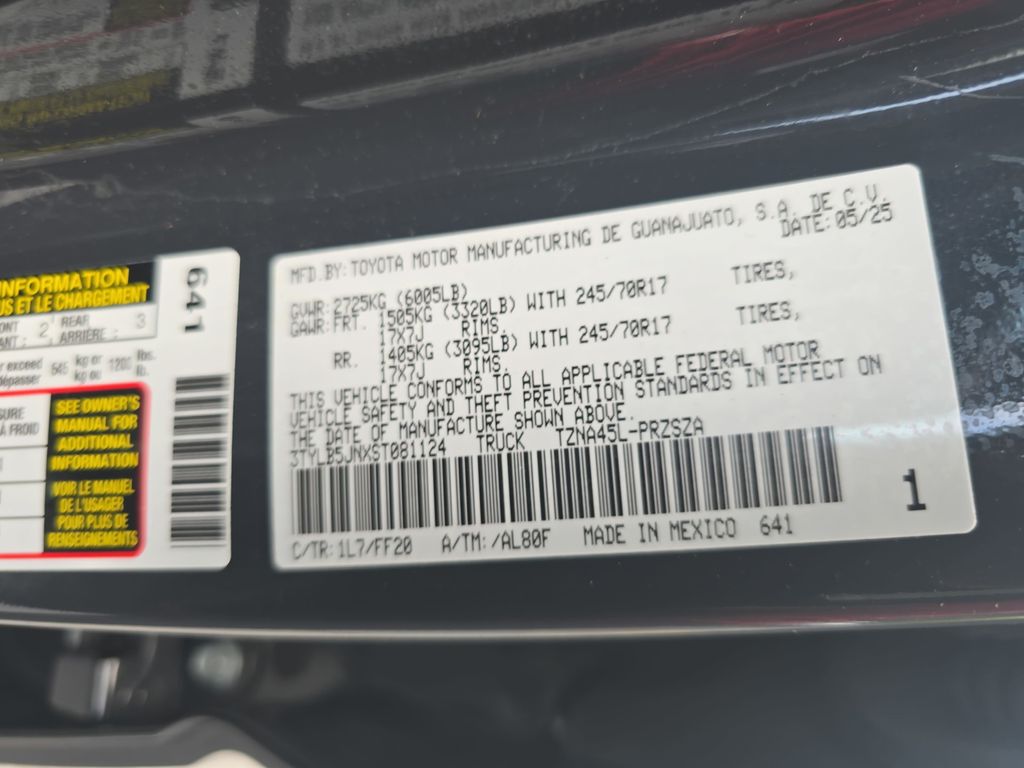 INFORMATION
US ET LE CHARGEMENT
2 REAR 3
ARRIÈRE :
641
exceed 545 kg or 1200 lbs.
kg ou lb.
SEE OWNER'S
MANUAL FOR
ADDITIONAL
INFORMATION
VOIR LE MANUEL
DE L'USAGER
POUR PLUS DE
RENSEIGNEMENTS
MFD.BY:TOYOTA MOTOR MANUFACTURING DE GUANAJUATO, S.A. DE C.V.
DATE:05/25
GVWR:2725KG (6005LB)
GAWR:FRT. 1505KG (3320LB) WITH 245/70R17 TIRES,
17X7J RIMS.
RR. 1405KG (3095LB) WITH 245/70R17 TIRES,
17X7J RIMS.
THIS VEHICLE CONFORMS TO ALL APPLICABLE FEDERAL MOTOR
VEHICLE SAFETY AND THEFT PREVENTION STANDARDS IN EFFECT ON
THE DATE OF MANUFACTURE SHOWN ABOVE.
3TYLB5JNXST081124 TRUCK TZNA45L-PRZSZA
C/TR:1L7/FF20 A/TM:/AL80F MADE IN MEXICO 641
1